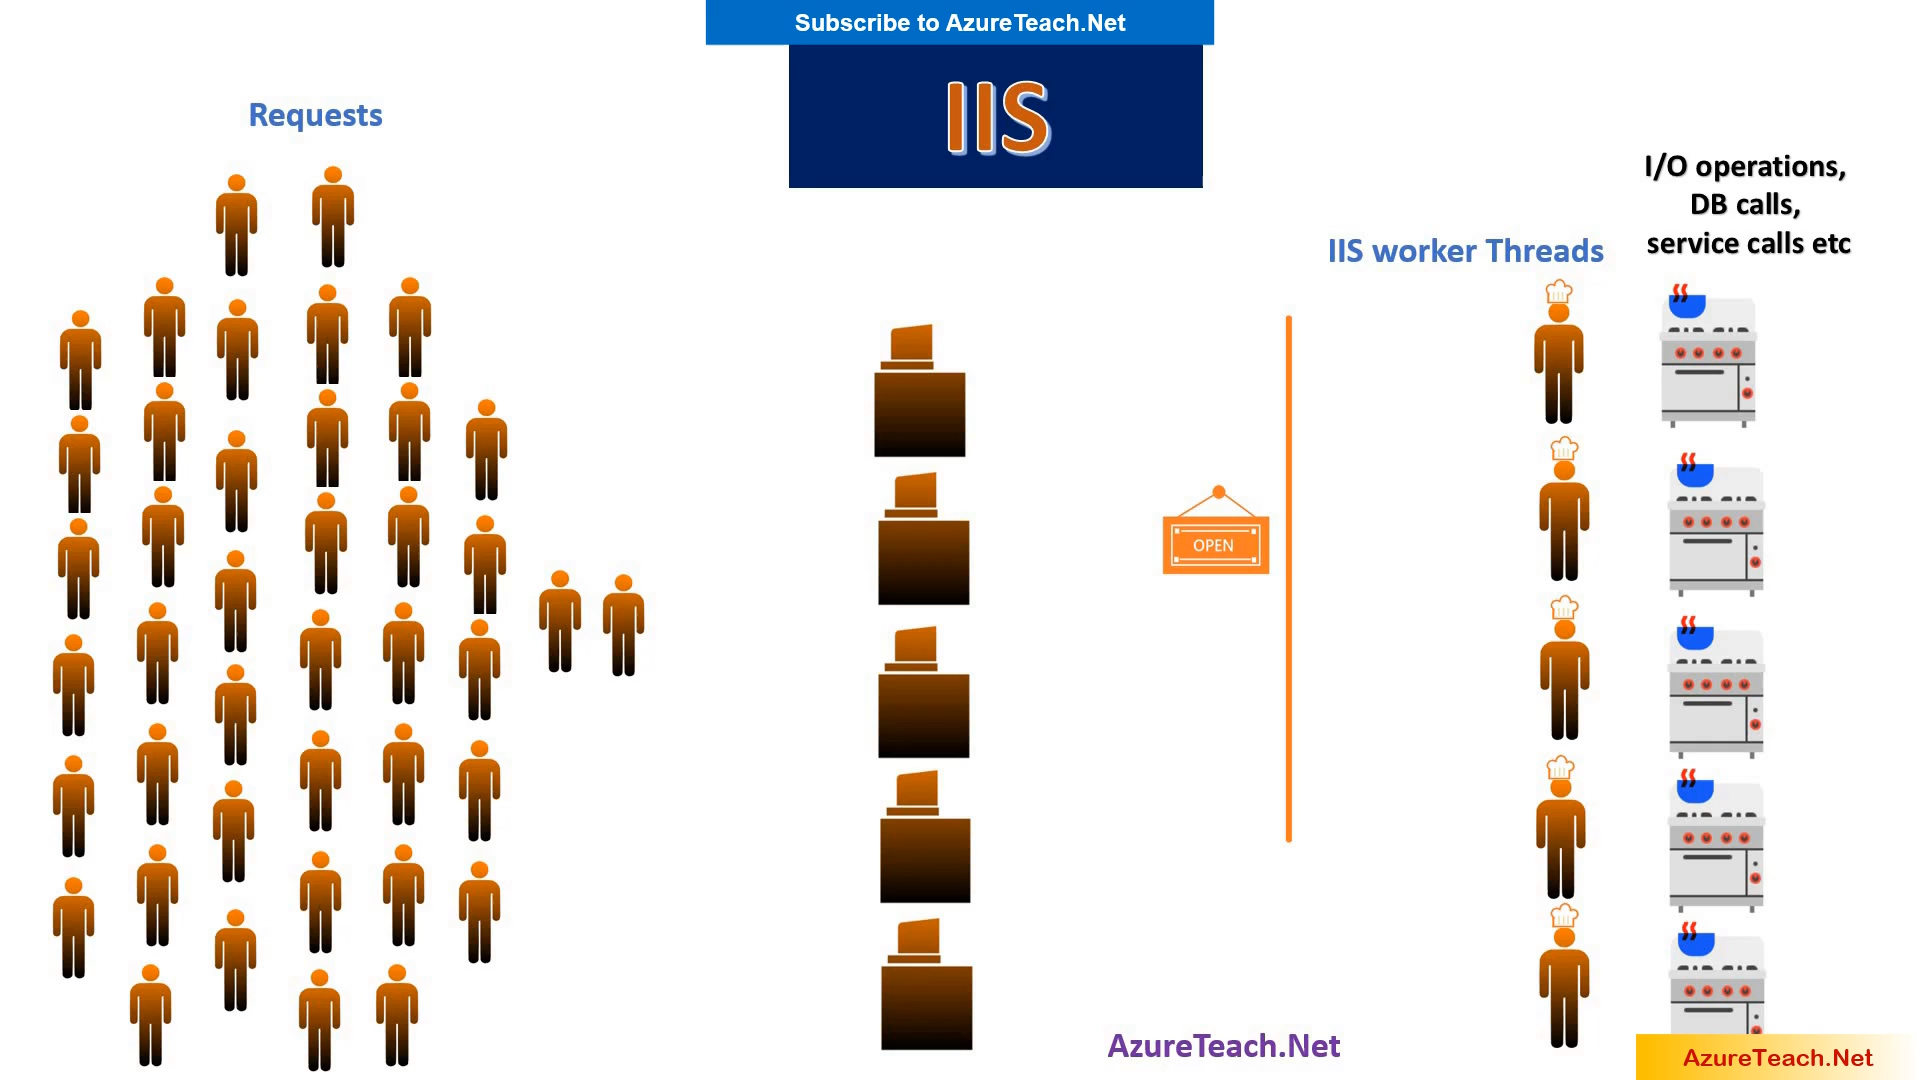 Subscribe to AzureTeach.Net
IIS
Requests
I/O operations,
DB calls,
service calls etc
IIS worker Threads
OPEN
AzureTeach.Net
AzureTeach.Net